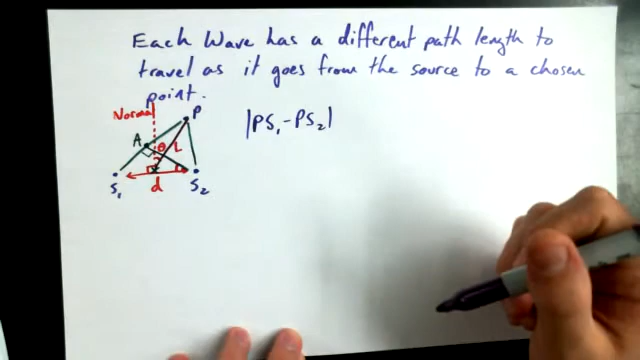 Each Wave has a different path length to
travel as it goes from the source to a chosen
point.
Normal
P
|PS₁-PS₂|
A
θ
L
S₁
d
S₂